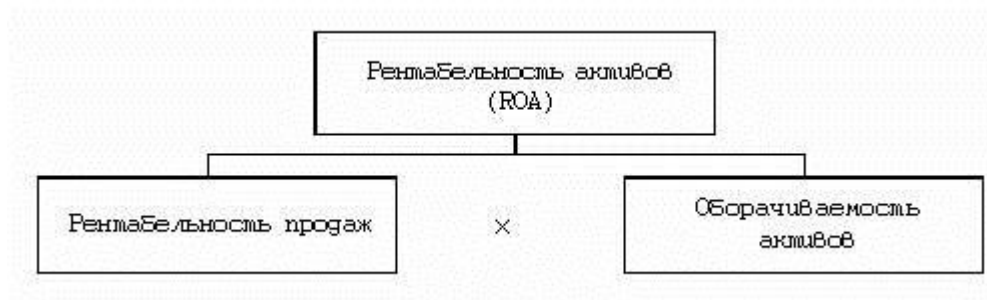 Рентабельность активов
(ROA)
Рентабельность продаж
×
Оборачиваемость
активов